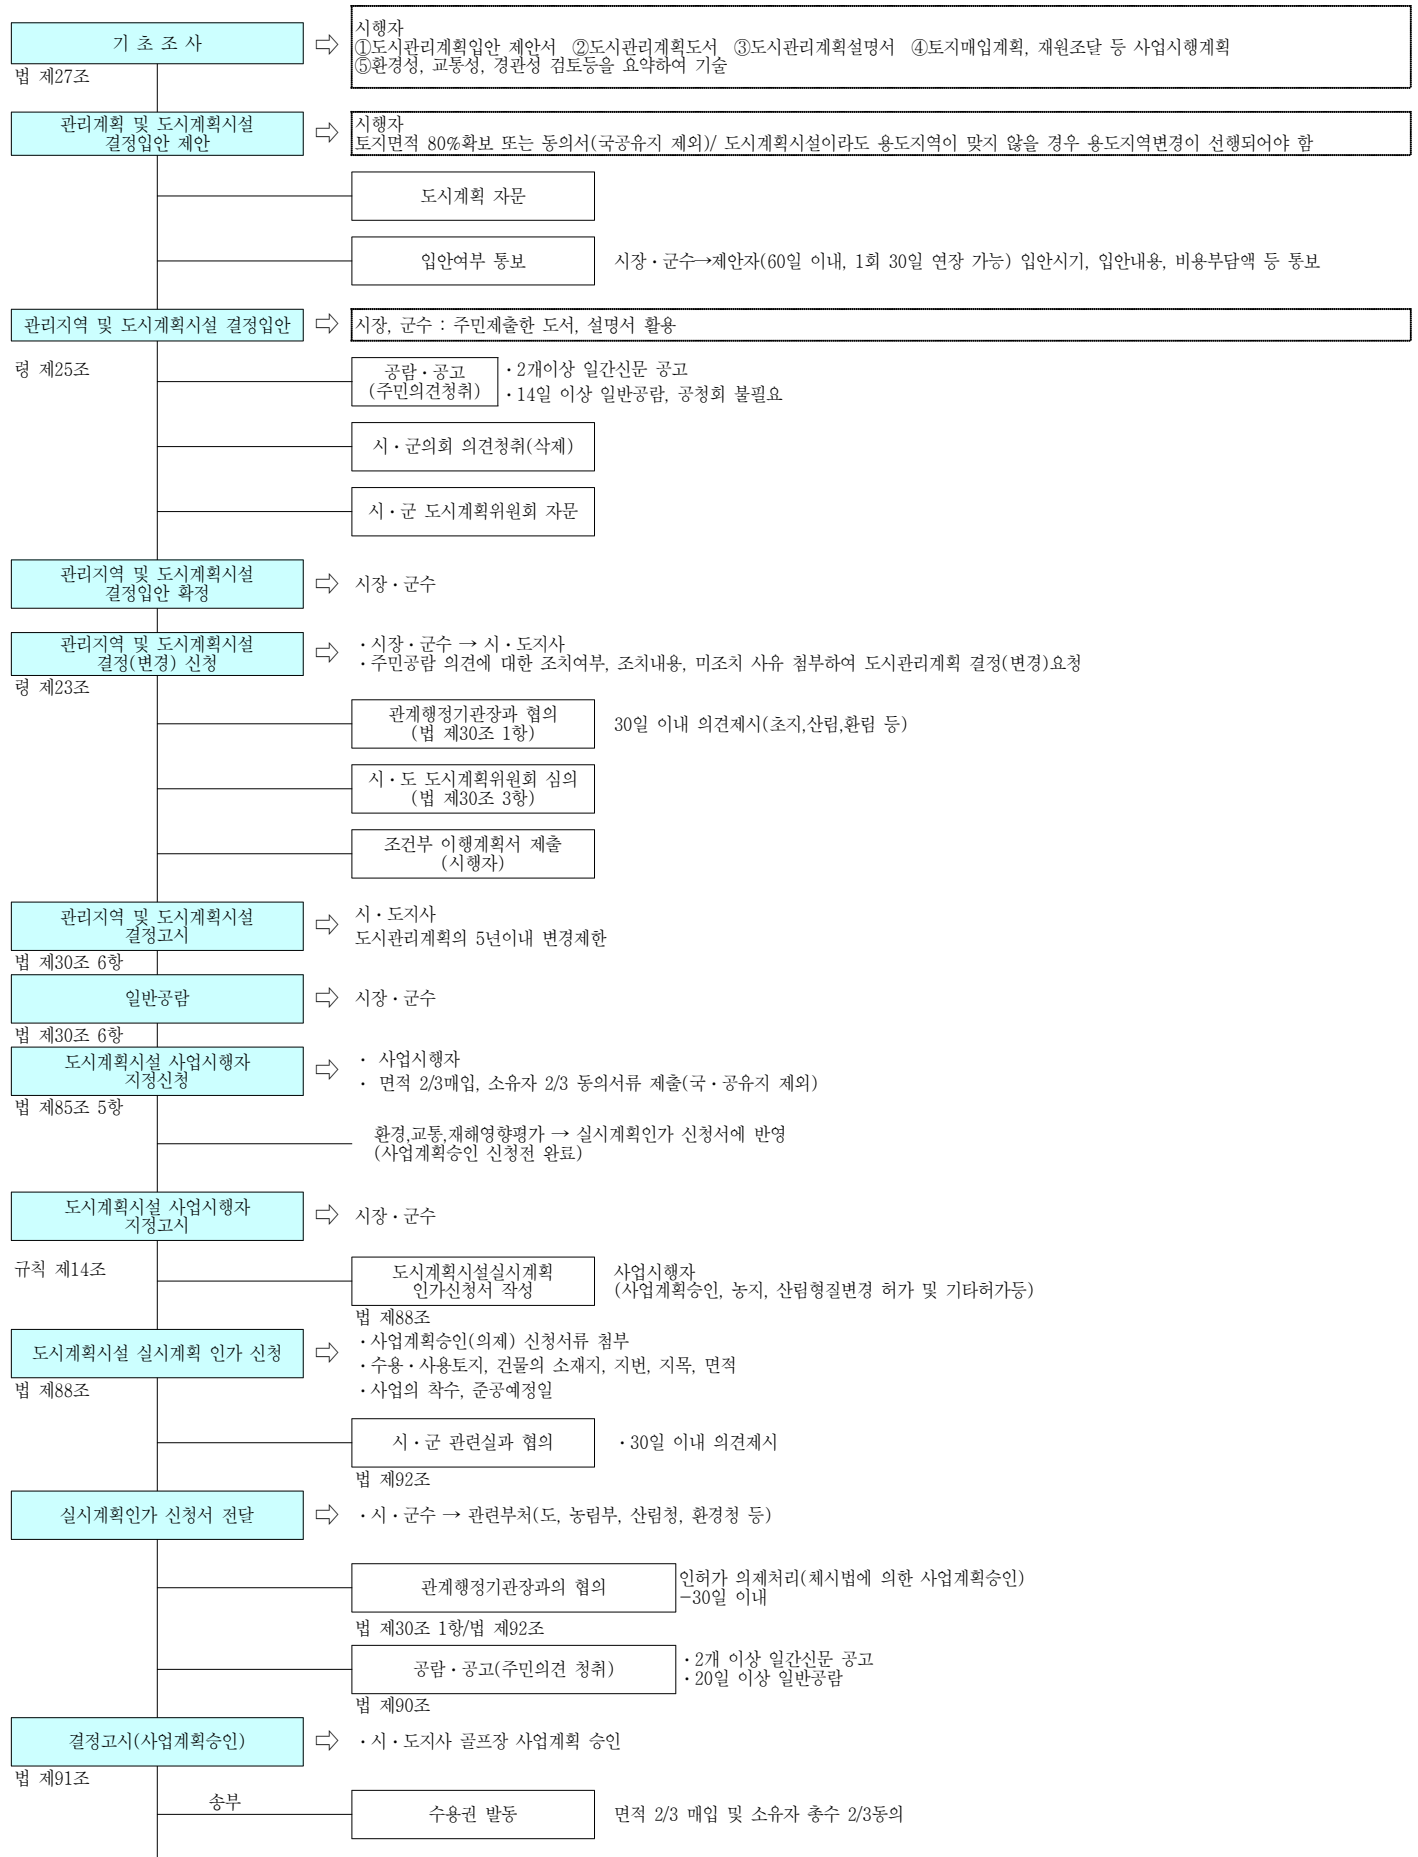 기 초 조 사
시행자
①도시관리계획입안 제안서 ②도시관리계획도서 ③도시관리계획설명서 ④토지매입계획, 재원조달 등 사업시행계획
⑤환경성, 교통성, 경관성 검토등을 요약하여 기술
법 제27조
관리계획 및 도시계획시설
결정입안 제안
시행자
토지면적 80%확보 또는 동의서(국공유지 제외)/ 도시계획시설이라도 용도지역이 맞지 않을 경우 용도지역변경이 선행되어야 함
도시계획 자문
입안여부 통보
시장・군수→제안자(60일 이내, 1회 30일 연장 가능) 입안시기, 입안내용, 비용부담액 등 통보
관리지역 및 도시계획시설 결정입안
시장, 군수 : 주민제출한 도서, 설명서 활용
령 제25조
공람・공고
(주민의견청취)
・2개이상 일간신문 공고
・14일 이상 일반공람, 공청회 불필요
시・군의회 의견청취(삭제)
시・군 도시계획위원회 자문
관리지역 및 도시계획시설
결정입안 확정
시장・군수
관리지역 및 도시계획시설
결정(변경) 신청
・시장・군수 → 시・도지사
・주민공람 의견에 대한 조치여부, 조치내용, 미조치 사유 첨부하여 도시관리계획 결정(변경)요청
령 제23조
관계행정기관장과 협의
(법 제30조 1항)
30일 이내 의견제시(초지,산림,환림 등)
시・도 도시계획위원회 심의
(법 제30조 3항)
조건부 이행계획서 제출
(시행자)
관리지역 및 도시계획시설
결정고시
시・도지사
도시관리계획의 5년이내 변경제한
법 제30조 6항
일반공람
시장・군수
법 제30조 6항
도시계획시설 사업시행자
지정신청
・ 사업시행자
・ 면적 2/3매입, 소유자 2/3 동의서류 제출(국・공유지 제외)
법 제85조 5항
환경,교통,재해영향평가 → 실시계획인가 신청서에 반영
(사업계획승인 신청전 완료)
도시계획시설 사업시행자
지정고시
시장・군수
규칙 제14조
도시계획시설실시계획
인가신청서 작성
사업시행자
(사업계획승인, 농지, 산림형질변경 허가 및 기타허가등)
법 제88조
도시계획시설 실시계획 인가 신청
・사업계획승인(의제) 신청서류 첨부
・수용・사용토지, 건물의 소재지, 지번, 지목, 면적
・사업의 착수, 준공예정일
법 제88조
시・군 관련실과 협의
・30일 이내 의견제시
법 제92조
실시계획인가 신청서 전달
・시・군수 → 관련부처(도, 농림부, 산림청, 환경청 등)
관계행정기관장과의 협의
인허가 의제처리(체시법에 의한 사업계획승인)
-30일 이내
법 제30조 1항/법 제92조
공람・공고(주민의견 청취)
・2개 이상 일간신문 공고
・20일 이상 일반공람
법 제90조
결정고시(사업계획승인)
・시・도지사 골프장 사업계획 승인
법 제91조
송부
수용권 발동
면적 2/3 매입 및 소유자 총수 2/3동의